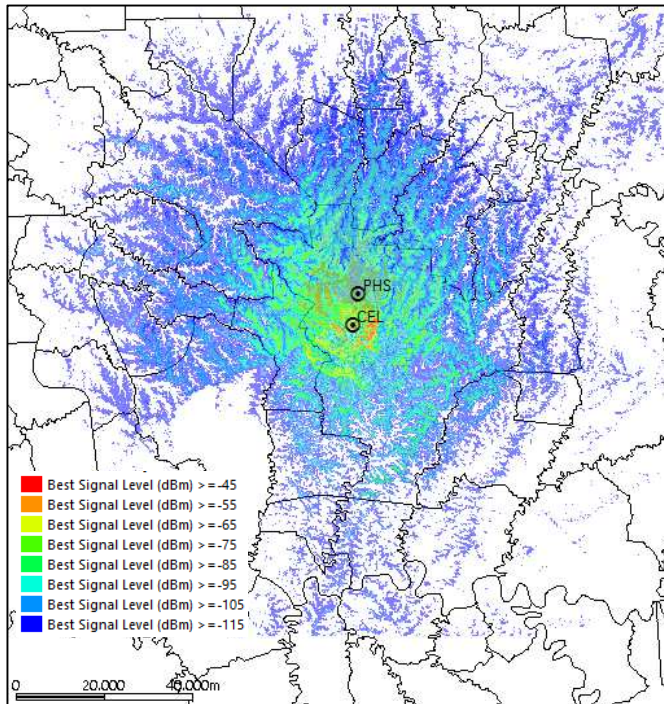 PHS
CEL
Best Signal Level (dBm) >=-45
Best Signal Level (dBm) >=-55
Best Signal Level (dBm) >=-65
Best Signal Level (dBm) >=-75
Best Signal Level (dBm) >=-85
Best Signal Level (dBm) >=-95
Best Signal Level (dBm) >=-105
Best Signal Level (dBm) >=-115
0 20.000 40.000m